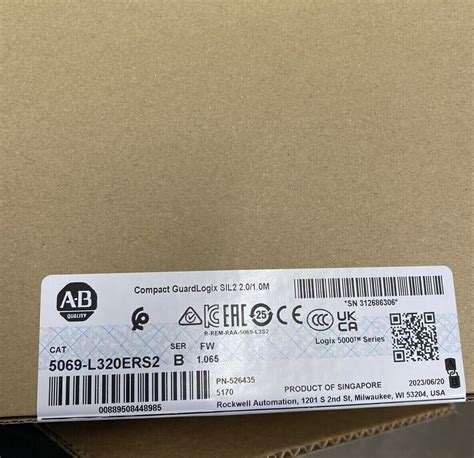 Compact GuardLogix SIL2 2.0/1.0M
*SN 312686306*
A-B
QUALITY
25
CCC
UK
CA
R-REM-RAA-5069-L3S2
Logix 5000™ Series
CAT
SER
FW
5069-L320ERS2
B
1.065
PN-526435
5170
PRODUCT OF SINGAPORE
2023/06/20
00889508448985
Rockwell Automation, 1201 S 2nd St, Milwaukee, WI 53204, USA